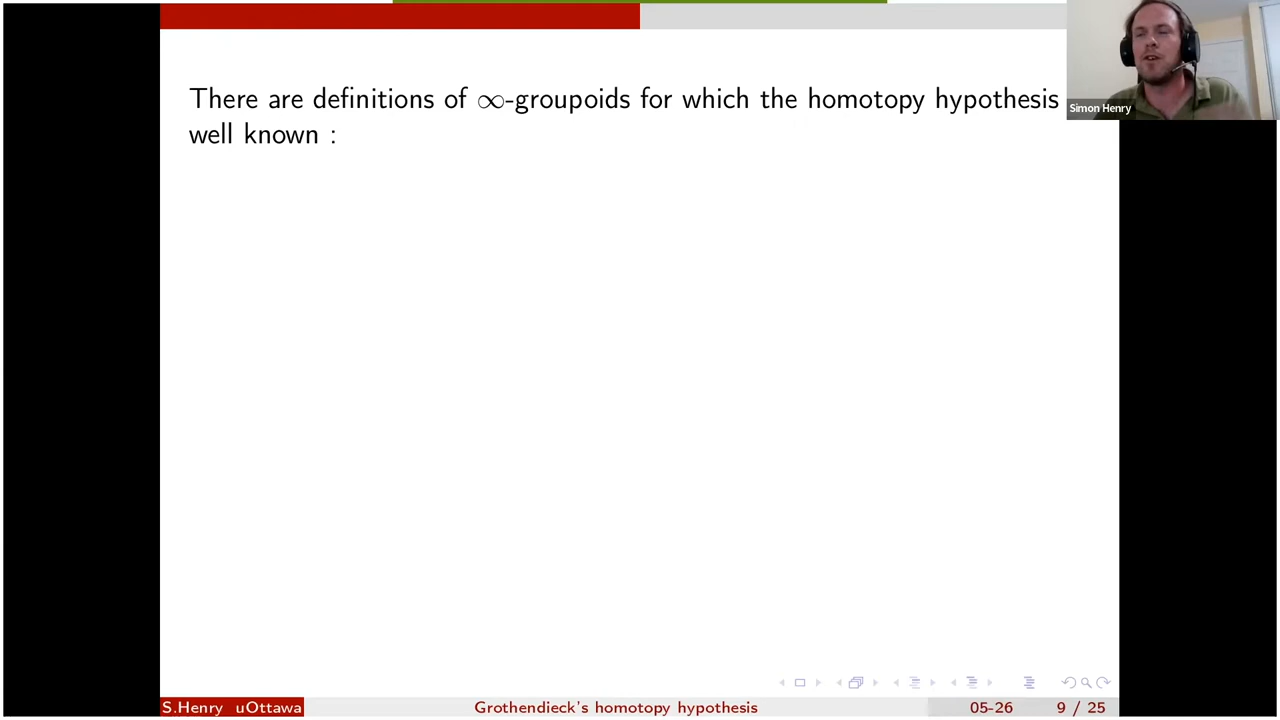 There are definitions of ∞-groupoids for which the homotopy hypothesis
well known :
Simon Henry
S.Henry uOttawa
Grothendieck's homotopy hypothesis
05-26
9 / 25